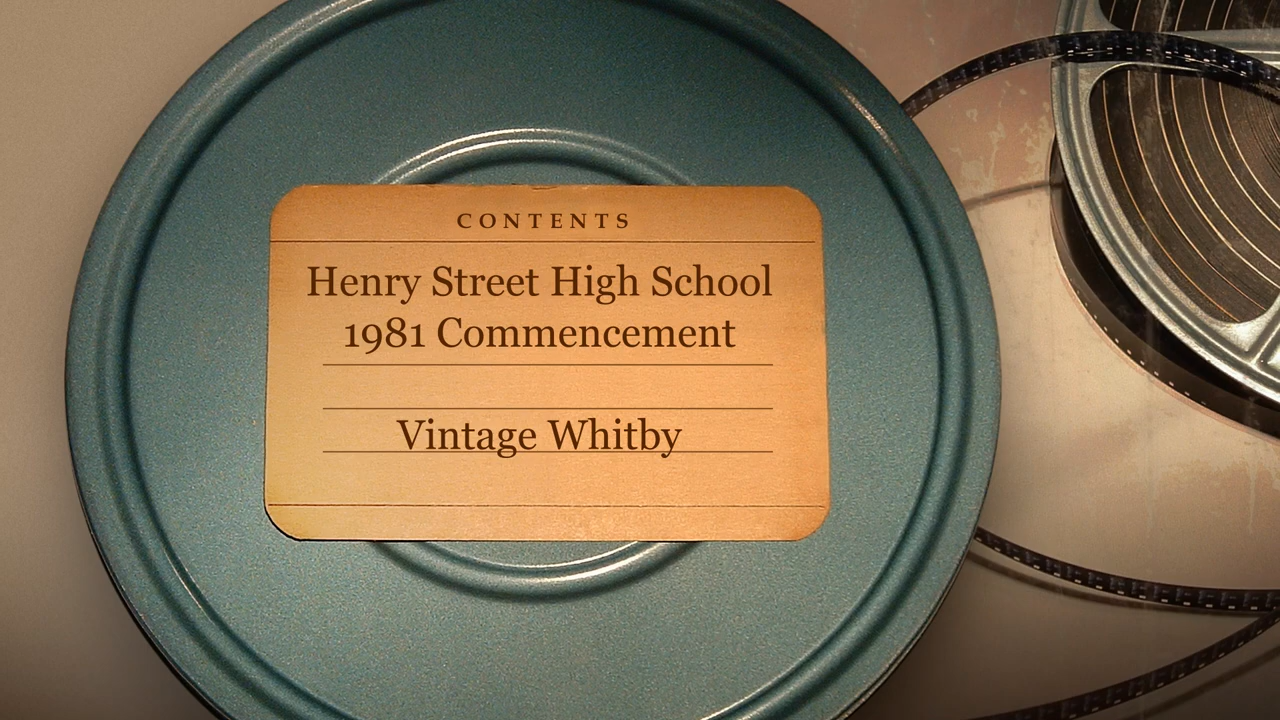 CONTENTS
Henry Street High School
1981 Commencement
Vintage Whitby